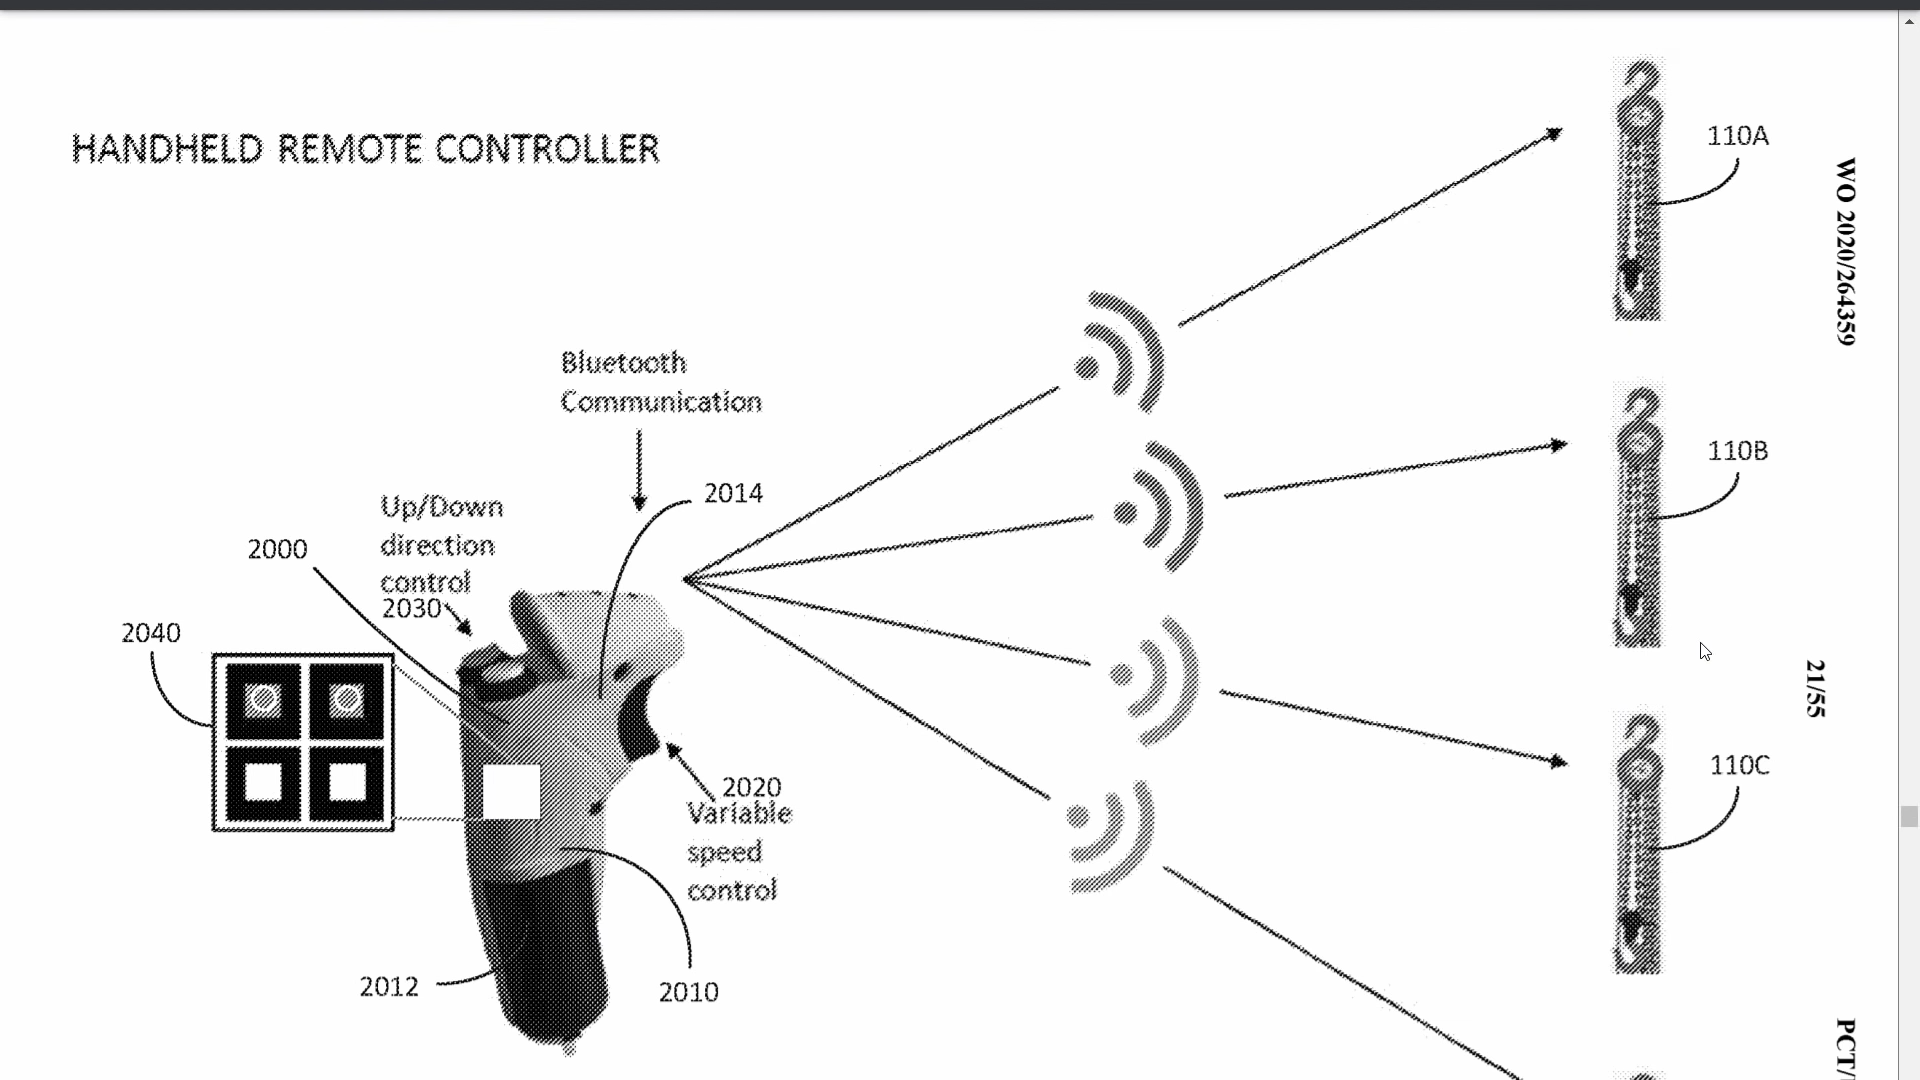 HANDHELD REMOTE CONTROLLER
110A
WO 2020/264359
Bluetooth
Communication
110B
2014
Up/Down
direction
control
2030
2000
2040
21/55
110C
2020
Variable
speed
control
2012
2010